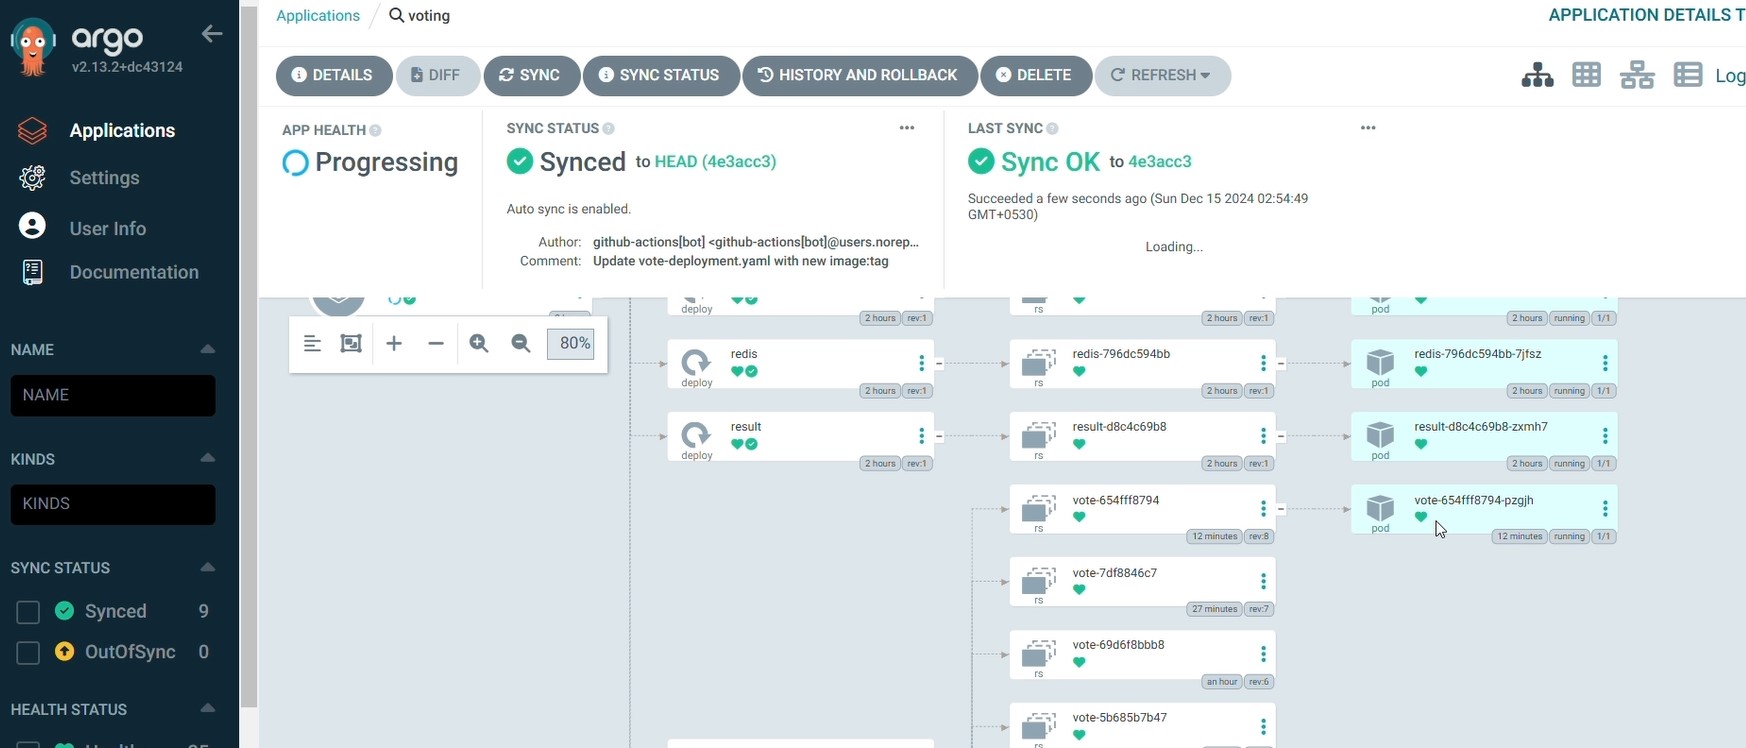 argo
v2.13.2+dc43124
Applications
Settings
User Info
Documentation
NAME
NAME
KINDS
KINDS
SYNC STATUS
Synced 9
OutOfSync 0
HEALTH STATUS
Applications / voting
APPLICATION DETAILS T
DETAILS DIFF SYNC SYNC STATUS HISTORY AND ROLLBACK DELETE REFRESH
Log
APP HEALTH
Progressing
SYNC STATUS
Synced to HEAD (4e3acc3)
Auto sync is enabled.
Author: github-actions[bot] <github-actions[bot]@users.norep...
Comment: Update vote-deployment.yaml with new image:tag
LAST SYNC
Sync OK to 4e3acc3
Succeeded a few seconds ago (Sun Dec 15 2024 02:54:49
GMT+0530)
Loading...
80%
deploy
2 hours rev:1
rs
2 hours rev:1
pod
2 hours running 1/1
redis
deploy
2 hours rev:1
redis-796dc594bb
rs
2 hours rev:1
redis-796dc594bb-7jfsz
pod
2 hours running 1/1
result
deploy
2 hours rev:1
result-d8c4c69b8
rs
2 hours rev:1
result-d8c4c69b8-zxmh7
pod
2 hours running 1/1
vote-654fff8794
rs
12 minutes rev:8
vote-654fff8794-pzgjh
pod
12 minutes running 1/1
vote-7df8846c7
rs
27 minutes rev:7
vote-69d6f8bbb8
rs
an hour rev:6
vote-5b685b7b47
rs